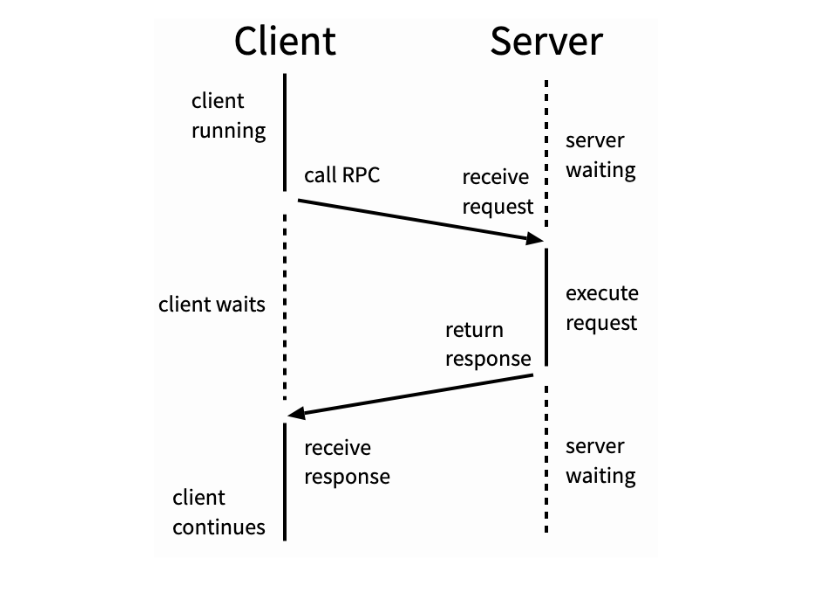 Client
Server
client
running
server
waiting
call RPC
receive
request
client waits
execute
request
return
response
receive
response
server
waiting
client
continues